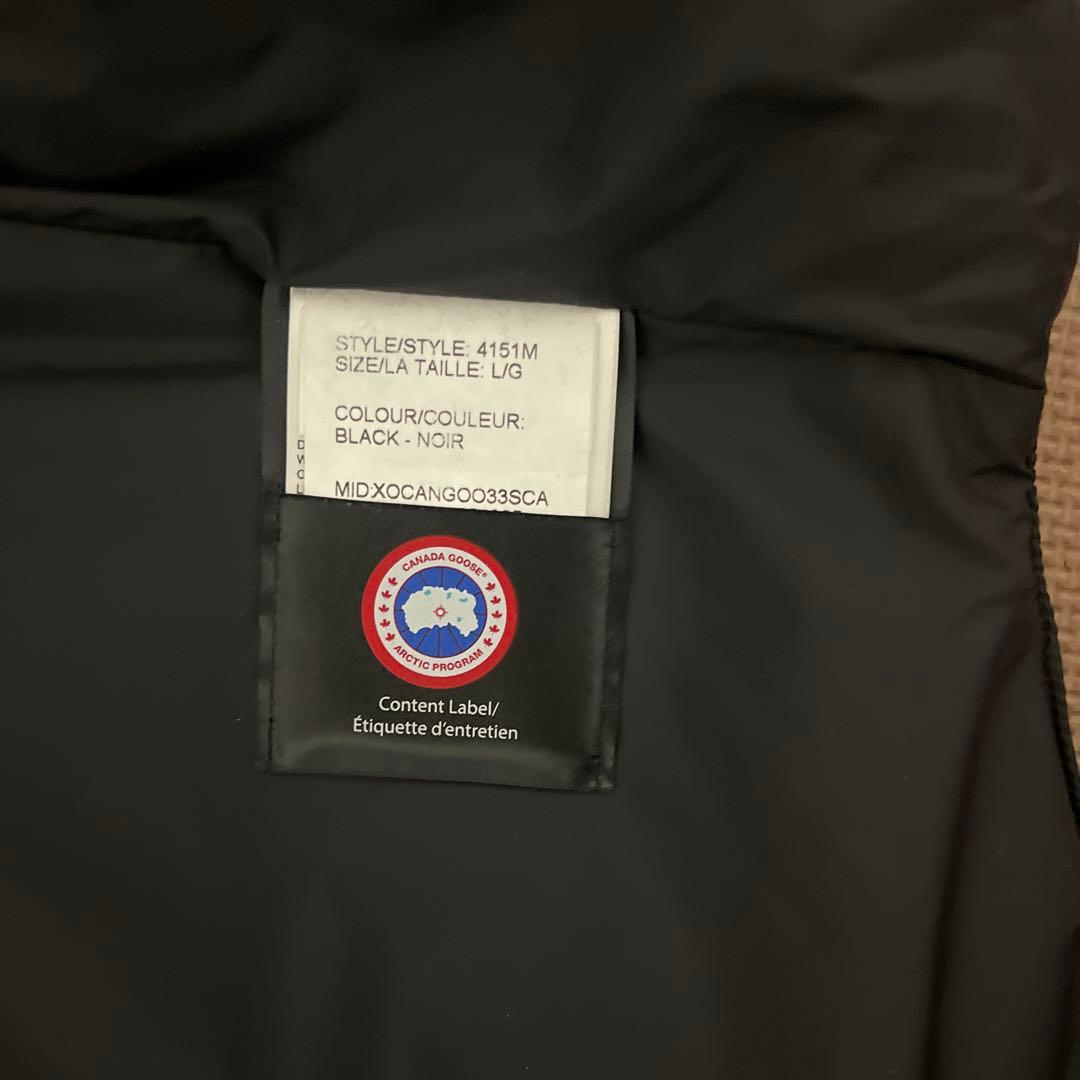 STYLE/STYLE: 4151M
SIZE/LA TAILLE: L/G
COLOUR/COULEUR:
BLACK - NOIR
D
W
O
L
MID:XOCANGOO33SCA
CANADA GOOSE®
ARCTIC PROGRAM
Content Label/
Étiquette d'entretien